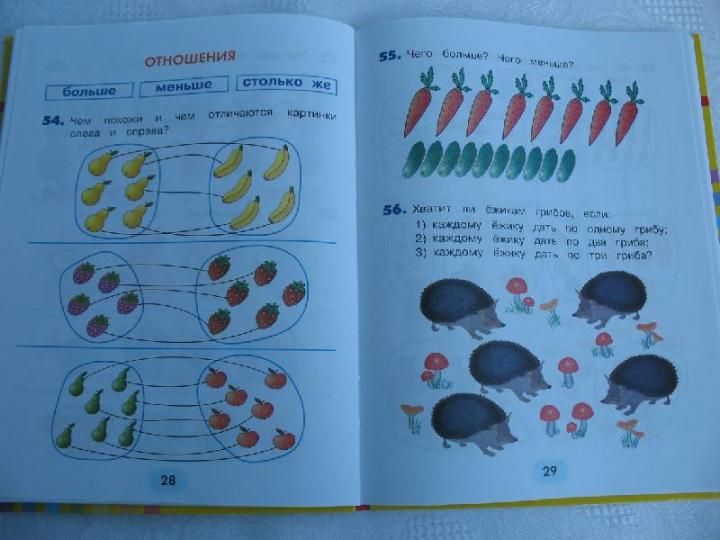 ОТНОШЕНИЯ
больше меньше столько же
54. Чем похожи и чем отличаются картинки
слева и справа?
28
55. Чего больше? Чего меньше?
56. Хватит ли ёжикам грибов, если:
1) каждому ёжику дать по одному грибу;
2) каждому ёжику дать по два гриба;
3) каждому ёжику дать по три гриба?
29